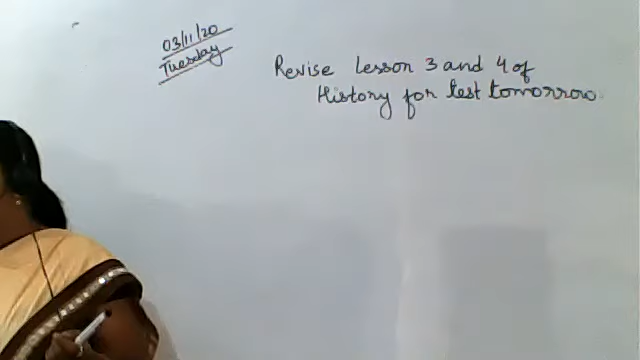 03/11/20
Tuesday
Revise lesson 3 and 4 of
History for test tomorrow.